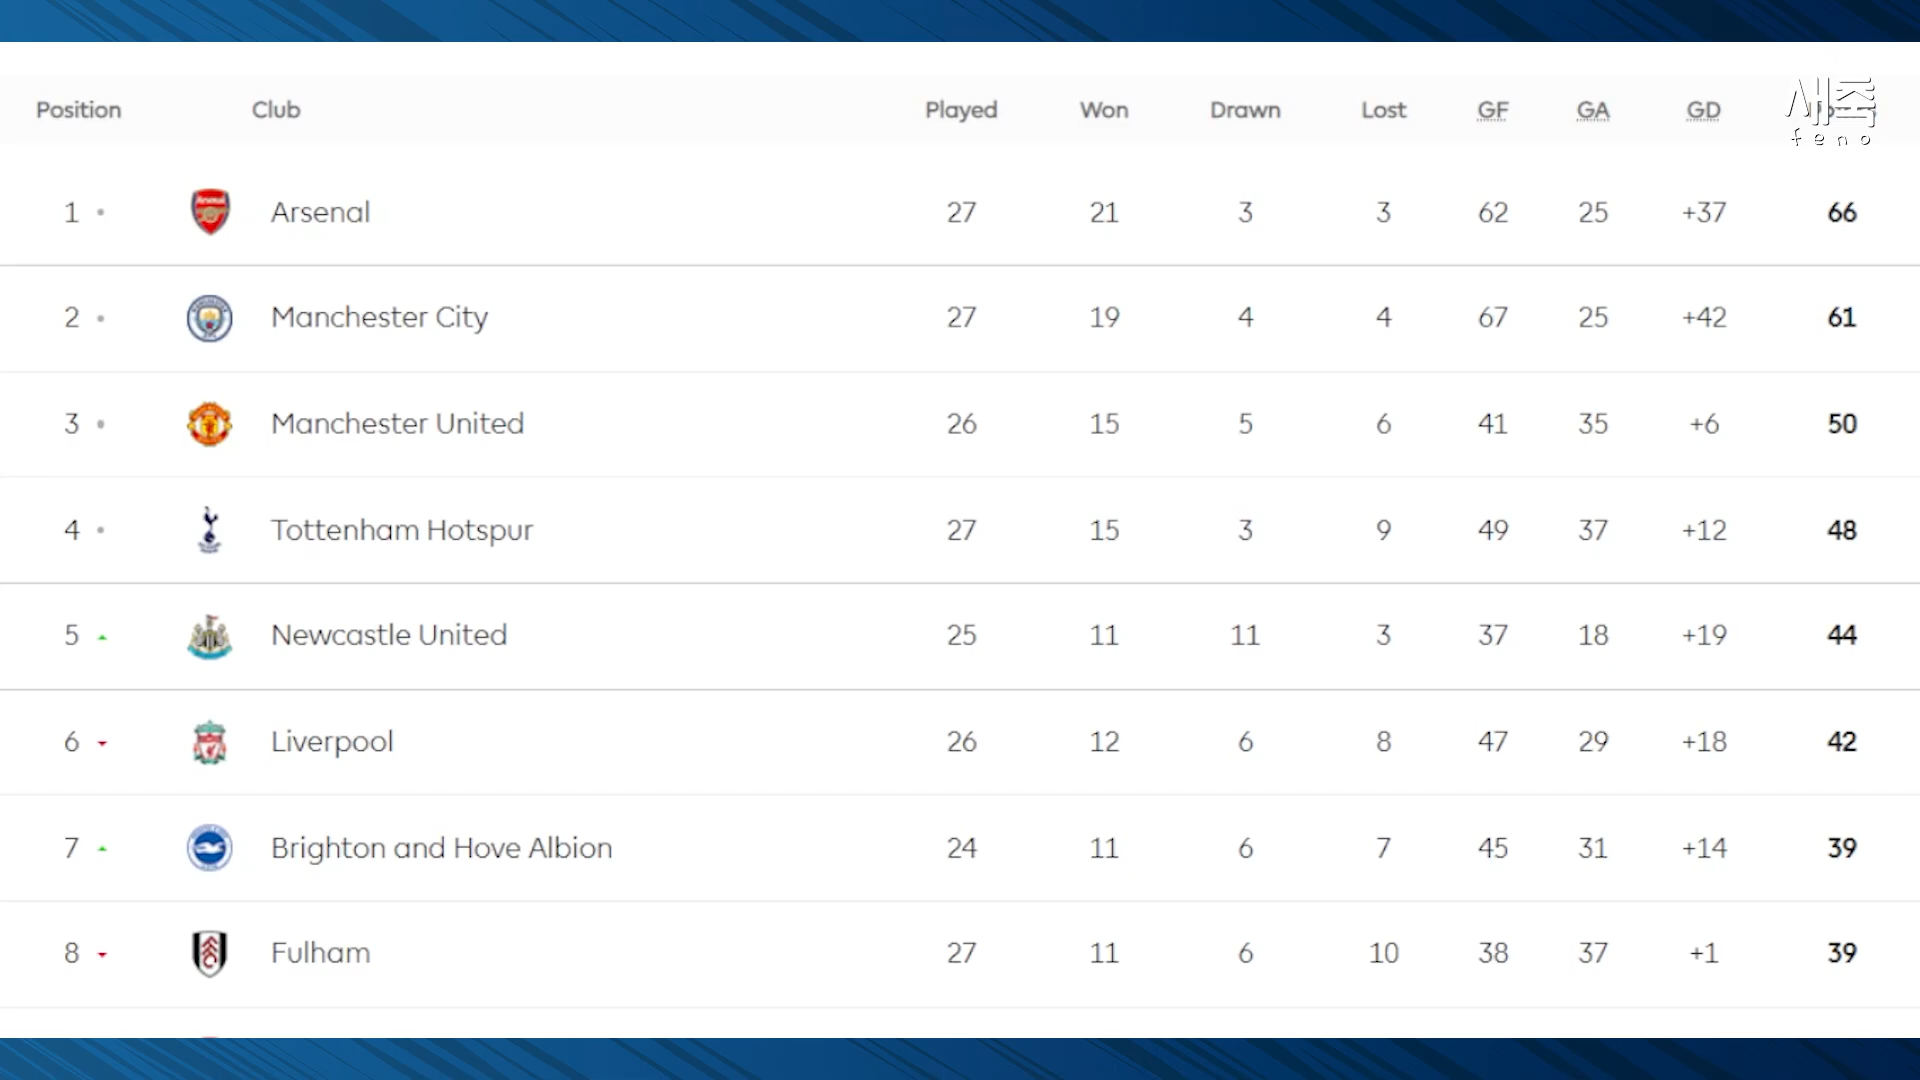 Position Club Played Won Drawn Lost GF GA GD
새축
feno
1 Arsenal 27 21 3 3 62 25 +37 66
2 Manchester City 27 19 4 4 67 25 +42 61
3 Manchester United 26 15 5 6 41 35 +6 50
4 Tottenham Hotspur 27 15 3 9 49 37 +12 48
5 Newcastle United 25 11 11 3 37 18 +19 44
6 Liverpool 26 12 6 8 47 29 +18 42
7 Brighton and Hove Albion 24 11 6 7 45 31 +14 39
8 Fulham 27 11 6 10 38 37 +1 39